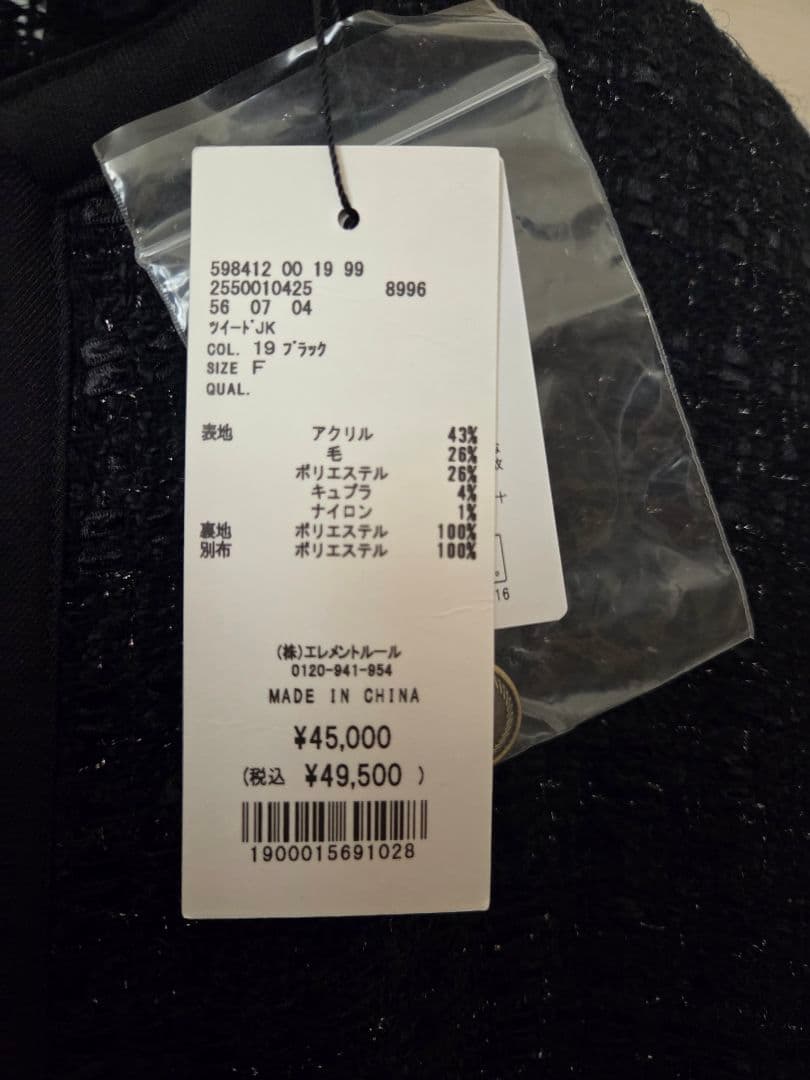 598412 00 19 99
2550010425 8996
56 07 04
ﾂｲｰﾄﾞJK
COL. 19 ﾌﾞﾗｯｸ
SIZE F
QUAL.
表地 アクリル 43%
毛 26%
ポリエステル 26%
キュプラ 4%
ナイロン 1%
裏地 ポリエステル 100%
別布 ポリエステル 100%
(株)エレメントルール
0120-941-954
MADE IN CHINA
¥45,000
(税込 ¥49,500 )
1900015691028
16